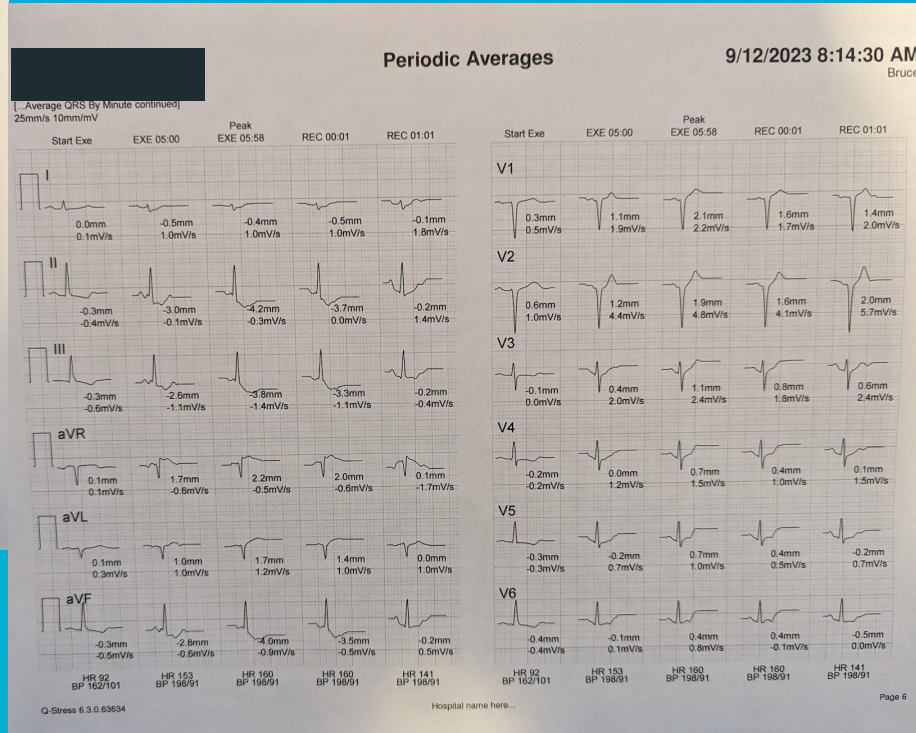 Periodic Averages
9/12/2023 8:14:30 AM
Bruce
[...Average QRS By Minute continued]
25mm/s 10mm/mV
Start Exe EXE 05:00 Peak EXE 05:58 REC 00:01 REC 01:01
I
0.0mm -0.5mm -0.4mm -0.5mm -0.1mm
0.1mV/s 1.0mV/s 1.0mV/s 1.0mV/s 1.8mV/s
II
-0.3mm -3.0mm -4.2mm -3.7mm -0.2mm
-0.4mV/s -0.1mV/s -0.3mV/s 0.0mV/s 1.4mV/s
III
-0.3mm -2.6mm -3.8mm -3.3mm -0.2mm
-0.6mV/s -1.1mV/s -1.4mV/s -1.1mV/s -0.4mV/s
aVR
0.1mm 1.7mm 2.2mm 2.0mm 0.1mm
0.1mV/s -0.6mV/s -0.5mV/s -0.6mV/s -1.7mV/s
aVL
0.1mm 1.0mm 1.7mm 1.4mm 0.0mm
0.3mV/s 1.0mV/s 1.2mV/s 1.0mV/s 1.0mV/s
aVF
-0.3mm -2.8mm -4.0mm -3.5mm -0.2mm
-0.5mV/s -0.6mV/s -0.9mV/s -0.5mV/s 0.5mV/s
HR 92 HR 153 HR 160 HR 160 HR 141
BP 162/101 BP 198/91 BP 198/91 BP 198/91 BP 198/91
Start Exe EXE 05:00 Peak EXE 05:58 REC 00:01 REC 01:01
V1
0.3mm 1.1mm 2.1mm 1.6mm 1.4mm
0.5mV/s 1.9mV/s 2.2mV/s 1.7mV/s 2.0mV/s
V2
0.6mm 1.2mm 1.9mm 1.6mm 2.0mm
1.0mV/s 4.4mV/s 4.8mV/s 4.1mV/s 5.7mV/s
V3
-0.1mm 0.4mm 1.1mm 0.8mm 0.6mm
0.0mV/s 2.0mV/s 2.4mV/s 1.8mV/s 2.4mV/s
V4
-0.2mm 0.0mm 0.7mm 0.4mm 0.1mm
-0.2mV/s 1.2mV/s 1.5mV/s 1.0mV/s 1.5mV/s
V5
-0.3mm -0.2mm 0.7mm 0.4mm -0.2mm
-0.3mV/s 0.7mV/s 1.0mV/s 0.5mV/s 0.7mV/s
V6
-0.4mm -0.1mm 0.4mm 0.4mm -0.5mm
-0.4mV/s 0.1mV/s 0.8mV/s -0.1mV/s 0.0mV/s
HR 92 HR 153 HR 160 HR 160 HR 141
BP 162/101 BP 198/91 BP 198/91 BP 198/91 BP 198/91
Q-Stress 6.3.0.63634
Hospital name here...
Page 6